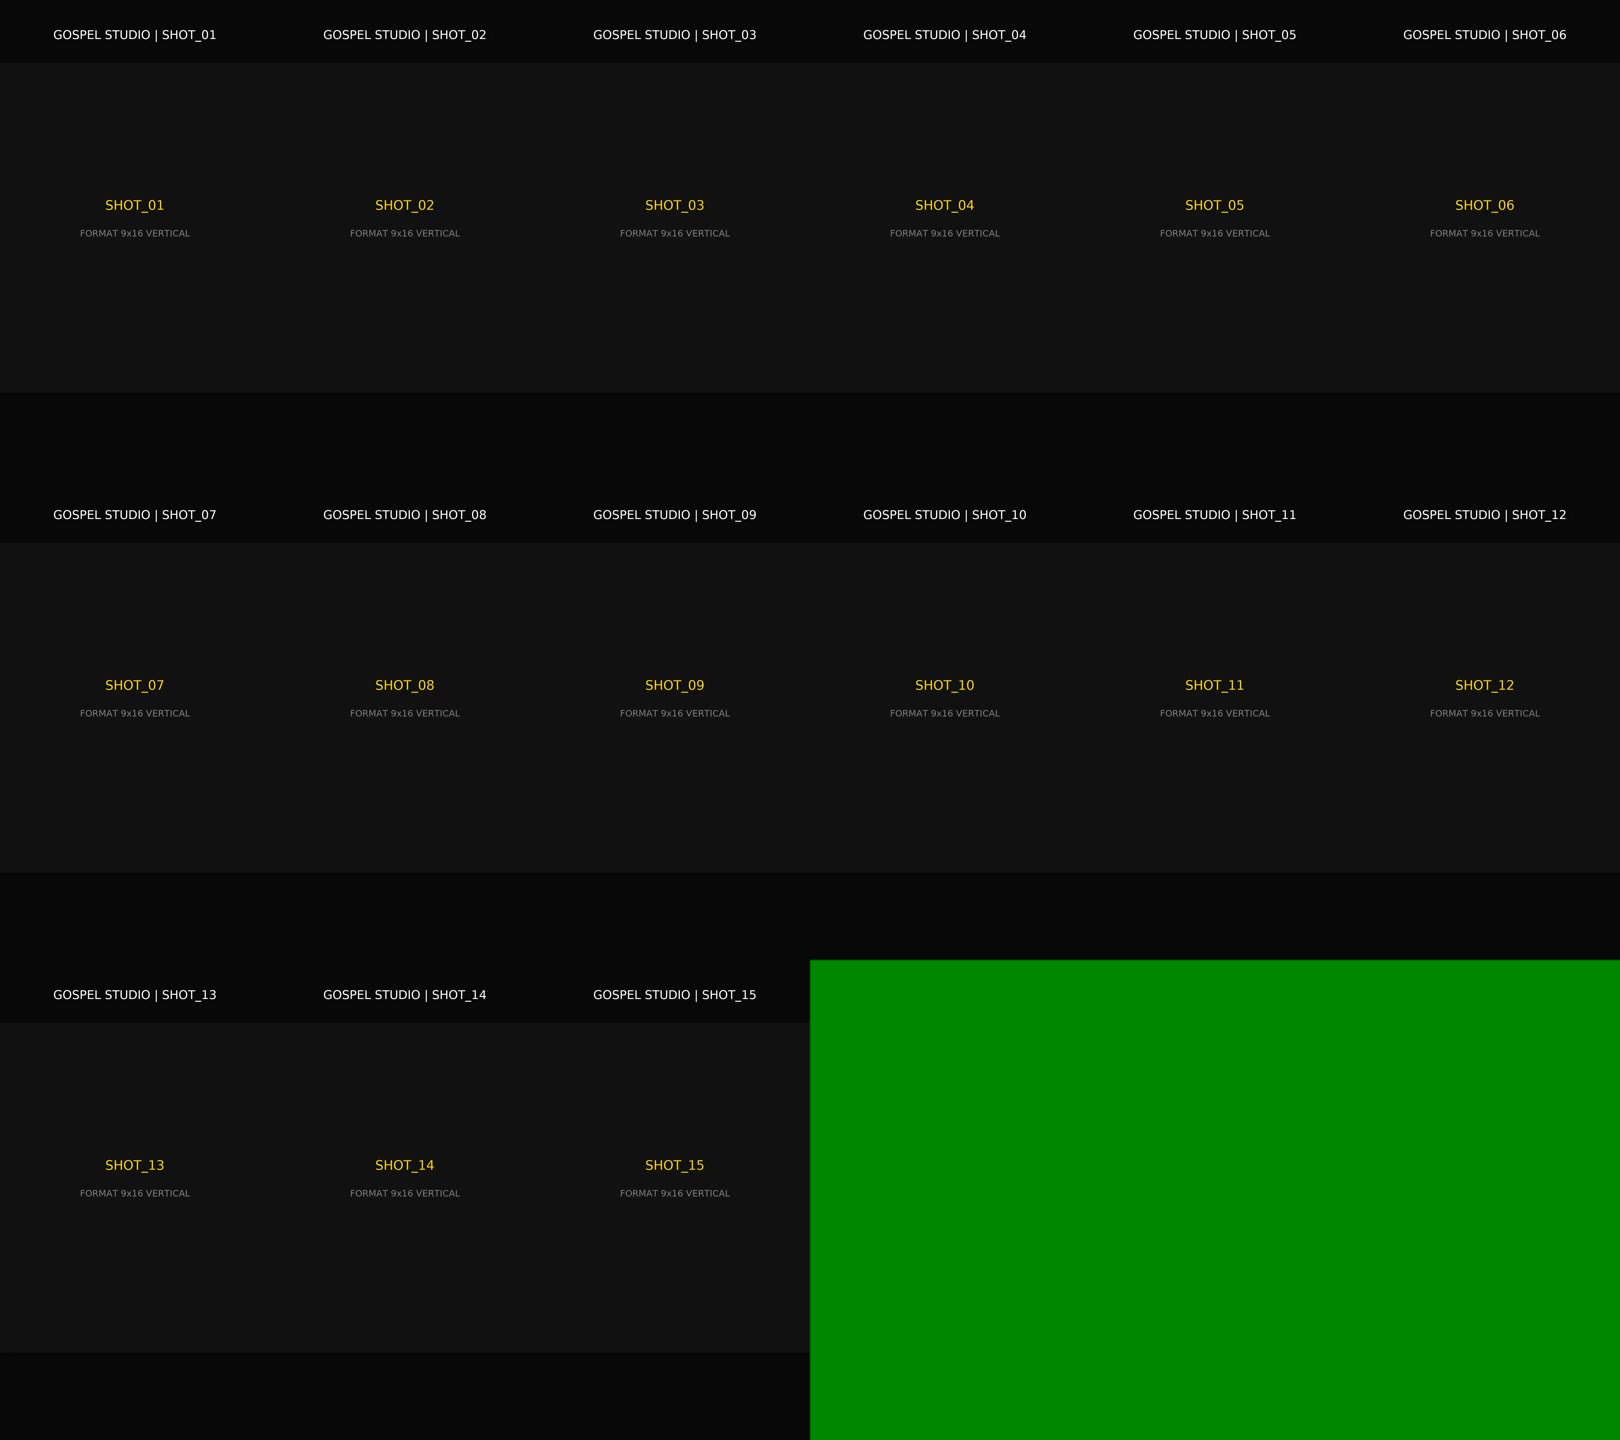 GOSPEL STUDIO | SHOT_01
GOSPEL STUDIO | SHOT_02
GOSPEL STUDIO | SHOT_03
GOSPEL STUDIO | SHOT_04
GOSPEL STUDIO | SHOT_05
GOSPEL STUDIO | SHOT_06
SHOT_01
SHOT_02
SHOT_03
SHOT_04
SHOT_05
SHOT_06
FORMAT 9x16 VERTICAL
FORMAT 9x16 VERTICAL
FORMAT 9x16 VERTICAL
FORMAT 9x16 VERTICAL
FORMAT 9x16 VERTICAL
FORMAT 9x16 VERTICAL
GOSPEL STUDIO | SHOT_07
GOSPEL STUDIO | SHOT_08
GOSPEL STUDIO | SHOT_09
GOSPEL STUDIO | SHOT_10
GOSPEL STUDIO | SHOT_11
GOSPEL STUDIO | SHOT_12
SHOT_07
SHOT_08
SHOT_09
SHOT_10
SHOT_11
SHOT_12
FORMAT 9x16 VERTICAL
FORMAT 9x16 VERTICAL
FORMAT 9x16 VERTICAL
FORMAT 9x16 VERTICAL
FORMAT 9x16 VERTICAL
FORMAT 9x16 VERTICAL
GOSPEL STUDIO | SHOT_13
GOSPEL STUDIO | SHOT_14
GOSPEL STUDIO | SHOT_15
SHOT_13
SHOT_14
SHOT_15
FORMAT 9x16 VERTICAL
FORMAT 9x16 VERTICAL
FORMAT 9x16 VERTICAL